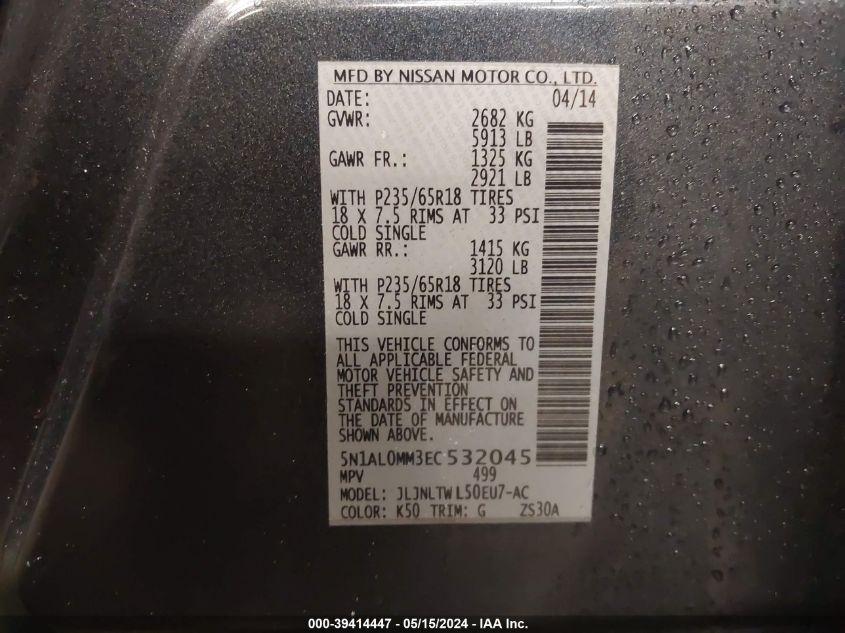 MFD BY NISSAN MOTOR CO., LTD.
DATE: 04/14
GVWR: 2682 KG
5913 LB
GAWR FR.: 1325 KG
2921 LB
WITH P235/65R18 TIRES
18 X 7.5 RIMS AT 33 PSI
COLD SINGLE
GAWR RR.: 1415 KG
3120 LB
WITH P235/65R18 TIRES
18 X 7.5 RIMS AT 33 PSI
COLD SINGLE
THIS VEHICLE CONFORMS TO
ALL APPLICABLE FEDERAL
MOTOR VEHICLE SAFETY AND
THEFT PREVENTION
STANDARDS IN EFFECT ON
THE DATE OF MANUFACTURE
SHOWN ABOVE.
5N1AL0MM3EC532045
MPV 499
MODEL: JLJNLTWL50EU7-AC
COLOR: K50 TRIM: G ZS30A
000-39414447 - 05/15/2024 - IAA Inc.